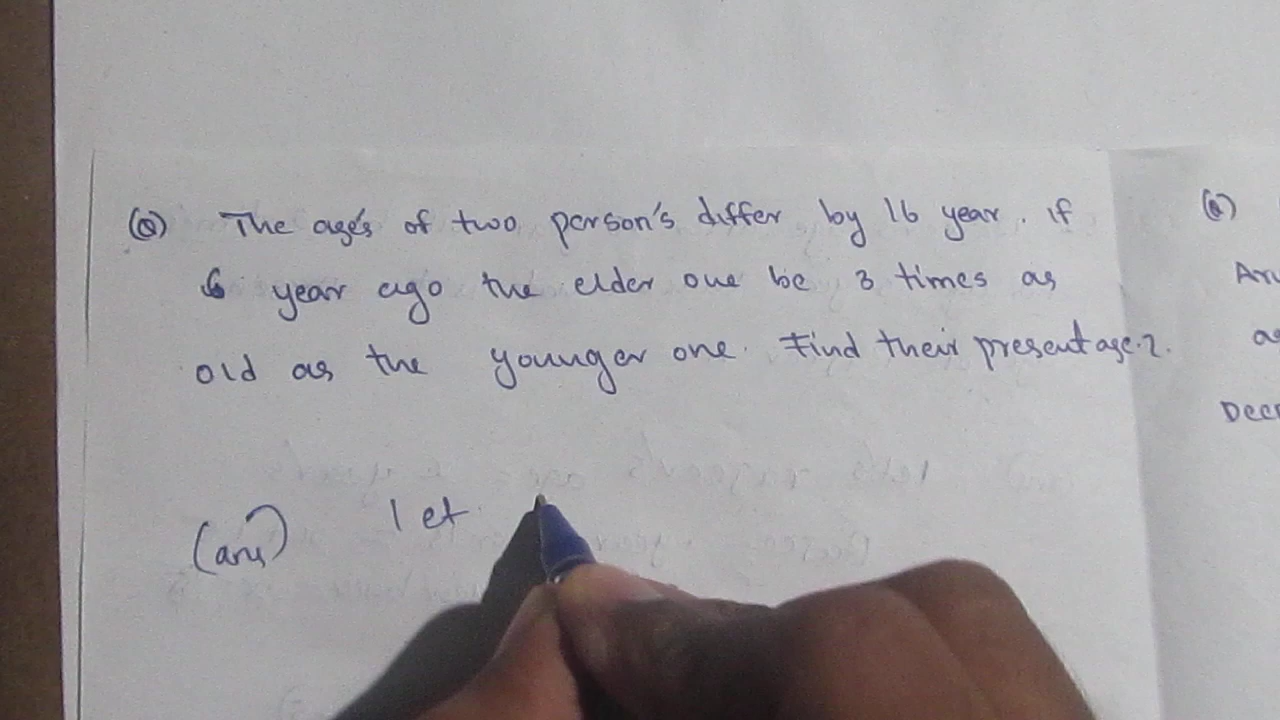 (Q) The age's of two person's differ by 16 year. if (Q)
6 year ago the elder one be 3 times as
old as the younger one. Find their present age.?
(ans) let